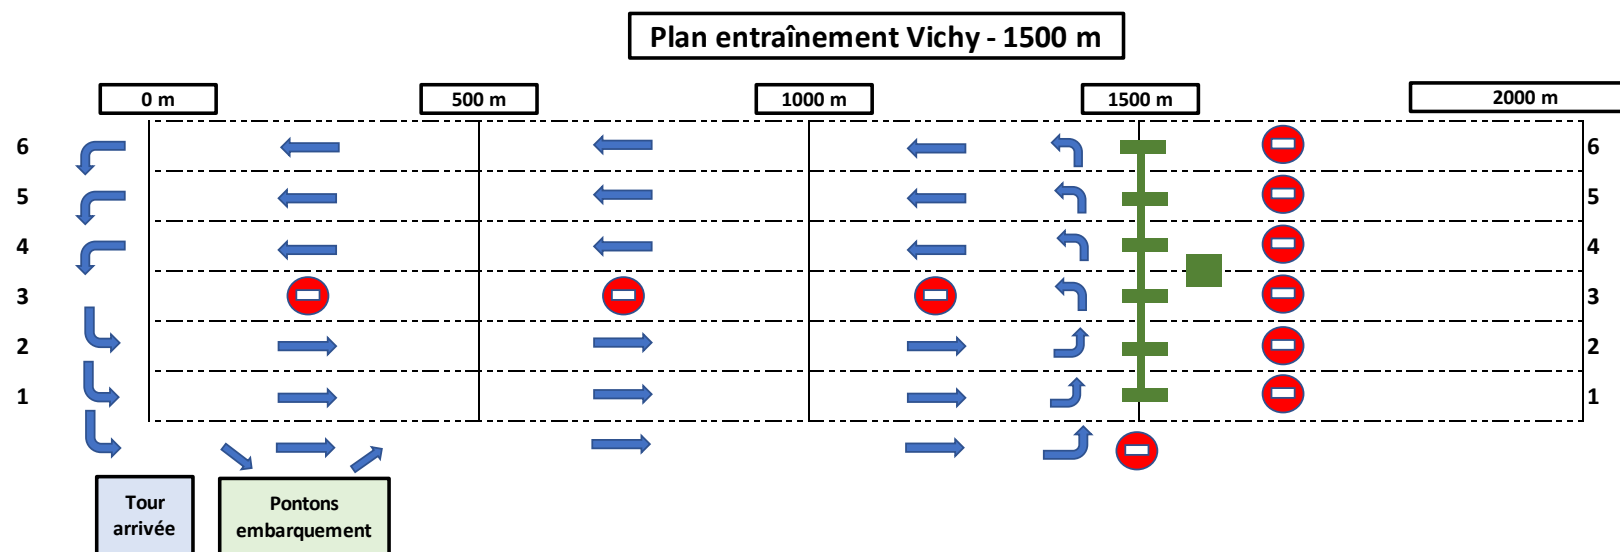 Plan entraînement Vichy - 1500 m
0 m 500 m 1000 m 1500 m 2000 m
6 6
5 5
4 4
3 3
2 2
1 1
Tour
arrivée
Pontons
embarquement